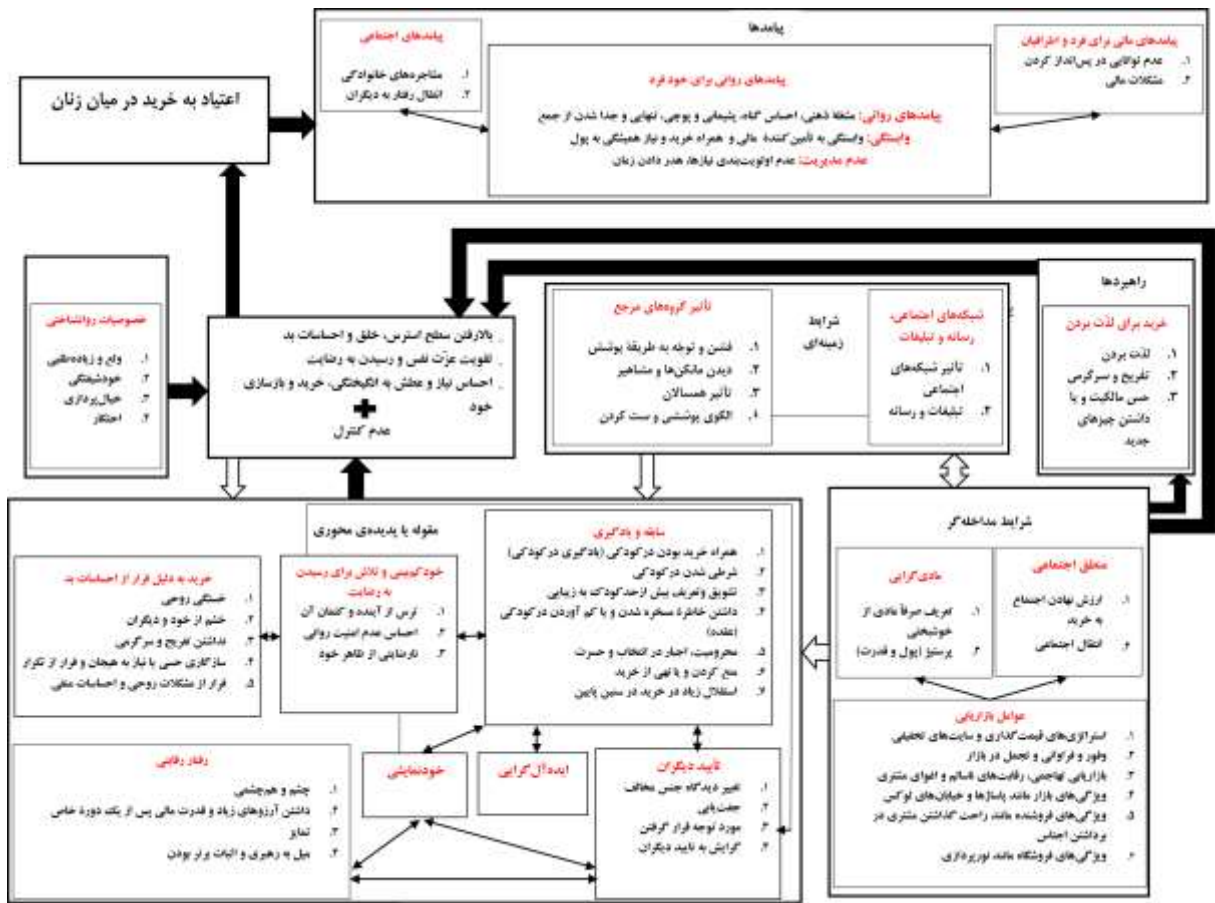 پیامدها
پیامدهای مالی برای فرد و اطرافیان
۱. عدم توانایی در پس‌انداز کردن
۲. مشکلات مالی
پیامدهای روانی برای خود فرد
پیامدهای روانی: مشغلهٔ ذهنی، احساس گناه، پشیمانی و پوچی، تنهایی و جدا شدن از جمع
وابستگی: وابستگی به تأمین‌کنندهٔ مالی و همراه خرید و نیاز همیشگی به پول
عدم مدیریت: عدم اولویت‌بندی نیازها، هدر دادن زمان
پیامدهای اجتماعی
۱. مشاجره‌های خانوادگی
۲. انتقال رفتار به دیگران
اعتیاد به خرید در میان زنان
راهبردها
خرید برای لذّت بردن
۱. لذّت بردن
۲. تفریح و سرگرمی
۳. حس مالکیت و یا
داشتن چیزهای
جدید
شرایط
زمینه‌ای
شبکه‌های اجتماعی،
رسانه و تبلیغات
۱. تأثیر شبکه‌های
اجتماعی
۲. تبلیغات و رسانه
تأثیر گروه‌های مرجع
۱. فشن و توجه به طریقهٔ پوشش
۲. دیدن مانکن‌ها و مشاهیر
۳. تأثیر همسالان
۴. الگوی پوششی و ست کردن
بالارفتن سطح استرس، خلق و احساسات بد
تقویت عزّت نفس و رسیدن به رضایت
احساس نیاز و عطش به انگیختگی، خرید و بازسازی
خود
+
عدم کنترل
خصوصیات روانشناختی
۱. ولع و زیاده‌طلبی
۲. خودشیفتگی
۳. خیال‌پردازی
۴. احتکار
شرایط مداخله‌گر
منطق اجتماعی
۱. ارزش نهادن اجتماع
به خرید
۲. انتقال اجتماعی
مادی‌گرایی
۱. تعریف صرفاً مادی از
خوشبختی
۲. پرستیژ (پول و قدرت)
عوامل بازاریابی
۱. استراتژی‌های قیمت‌گذاری و سایت‌های تخفیفی
۲. وفور و فراوانی و تجمل در بازار
۳. بازاریابی تهاجمی، رقابت‌های ناسالم و اغوای مشتری
۴. ویژگی‌های بازار مانند پاساژها و خیابان‌های لوکس
۵. ویژگی‌های فروشنده مانند راحت گذاشتن مشتری در
برداشتن اجناس
۶. ویژگی‌های فروشگاه مانند نورپردازی
مقوله یا پدیده‌ی محوری
سابقه و یادگیری
۱. همراه خرید بودن در کودکی (یادگیری در کودکی)
۲. شرطی شدن در کودکی
۳. تشویق و تعریف بیش از حد کودک به زیبایی
۴. داشتن خاطرهٔ مسخره شدن و یا کم آوردن در کودکی
(عقده)
۵. محرومیت، اجبار در انتخاب و حسرت
۶. منع کردن و یا نهی از خرید
۷. استقلال زیاد در خرید در سنین پایین
خودکم‌بینی و تلاش برای رسیدن
به رضایت
۱. ترس از آینده و کتمان آن
۲. احساس عدم امنیت روانی
۳. نارضایتی از ظاهر خود
خرید به دلیل فرار از احساسات بد
۱. خستگی روحی
۲. خشم از خود و دیگران
۳. نداشتن تفریح و سرگرمی
۴. سازگاری حسی با نیاز به هیجان و فرار از تکرار
۵. فرار از مشکلات روحی و احساسات منفی
تأیید دیگران
۱. تغییر دیدگاه جنس مخالف
۲. جفت‌یابی
۳. مورد توجه قرار گرفتن
۴. گرایش به تایید دیگران
ایده‌آل‌گرایی
خودنمایشی
رفتار رقابتی
۱. چشم و هم‌چشمی
۲. داشتن آرزوهای زیاد و قدرت مالی پس از یک دورهٔ خاص
۳. تمایز
۴. میل به رهبری و اثبات برتر بودن